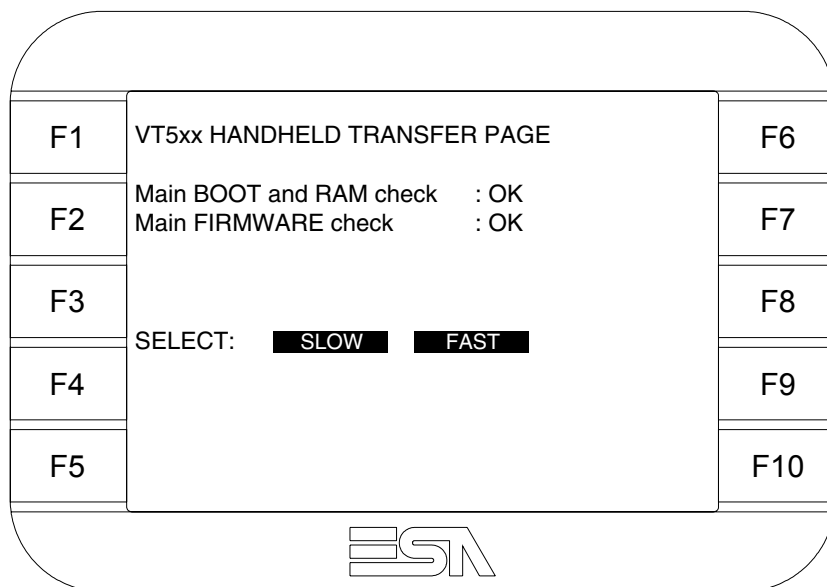 F1
F2
F3
F4
F5
VT5xx HANDHELD TRANSFER PAGE
Main BOOT and RAM check : OK
Main FIRMWARE check : OK
SELECT: SLOW FAST
F6
F7
F8
F9
F10
ESA